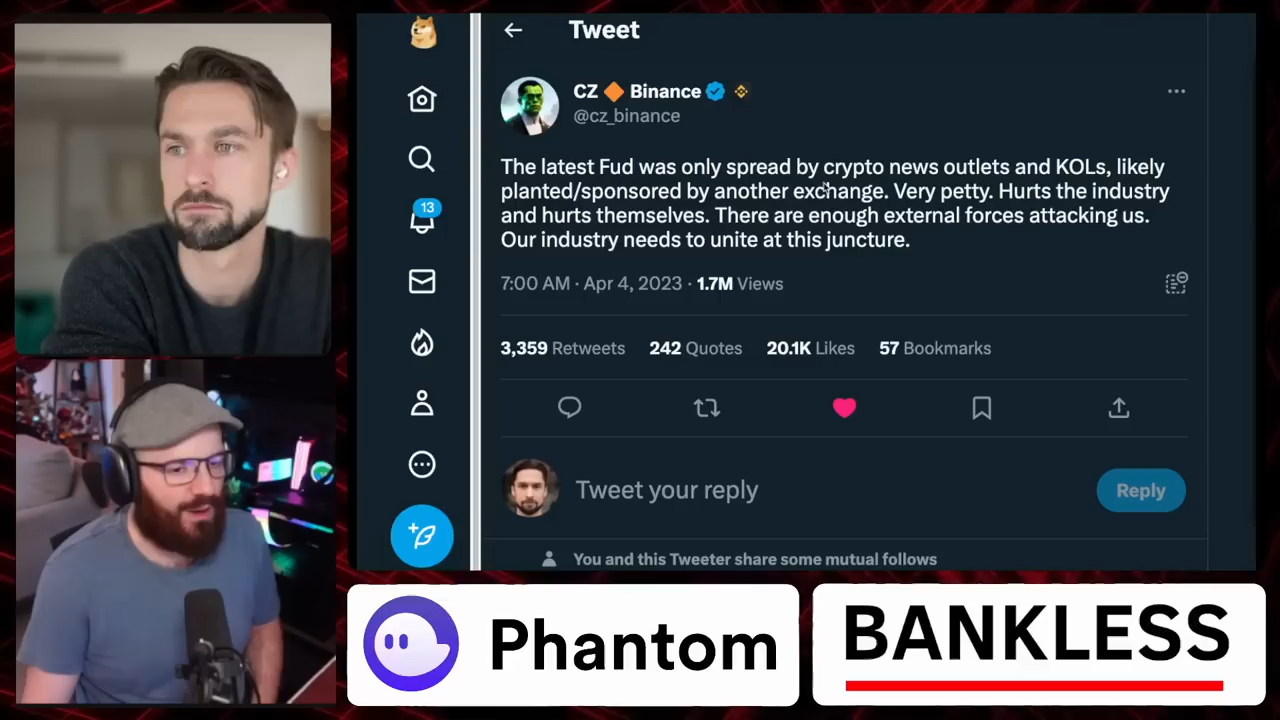 Tweet
CZ 🔶 Binance
@cz_binance
The latest Fud was only spread by crypto news outlets and KOLs, likely
planted/sponsored by another exchange. Very petty. Hurts the industry
and hurts themselves. There are enough external forces attacking us.
Our industry needs to unite at this juncture.
7:00 AM · Apr 4, 2023 · 1.7M Views
3,359 Retweets 242 Quotes 20.1K Likes 57 Bookmarks
13
Tweet your reply
Reply
You and this Tweeter share some mutual follows
Phantom
BANKLESS